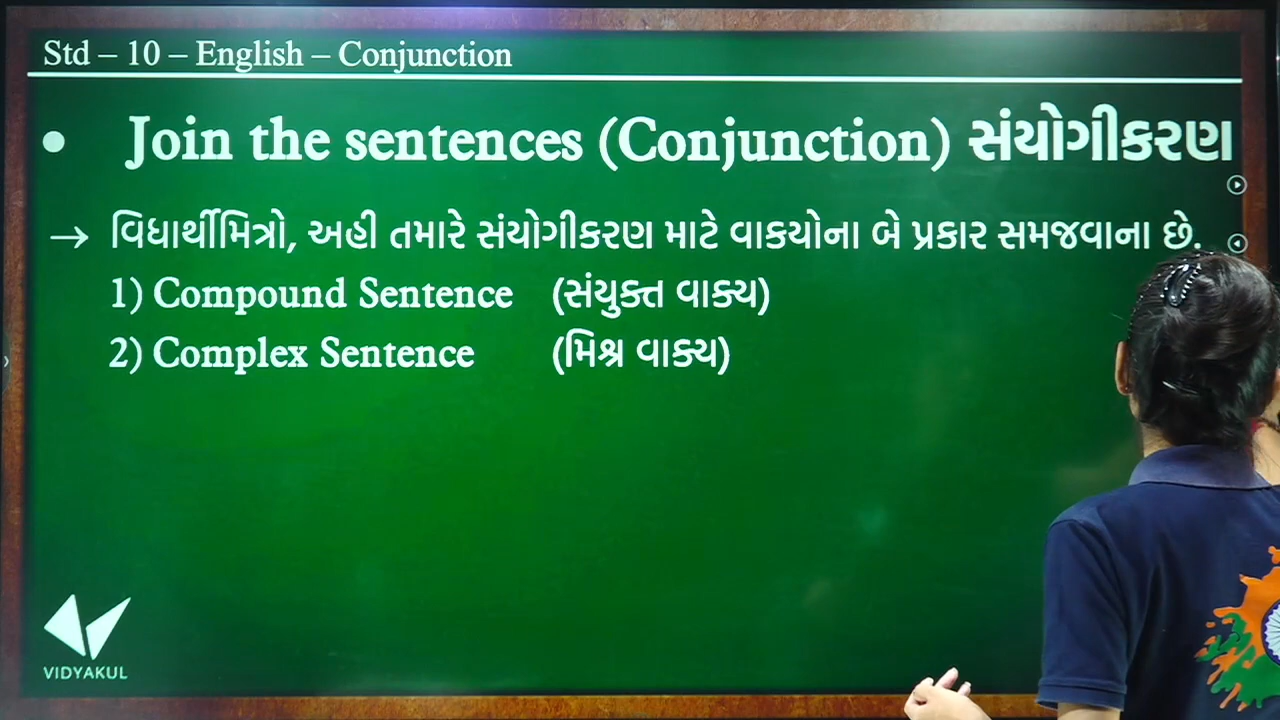 Std – 10 – English – Conjunction
• Join the sentences (Conjunction) સંયોગીકરણ
→ વિધાર્થીમિત્રો, અહી તમારે સંયોગીકરણ માટે વાકયોના બે પ્રકાર સમજવાના છે.
1) Compound Sentence (સંયુક્ત વાક્ય)
2) Complex Sentence (મિશ્ર વાક્ય)
VIDYAKUL